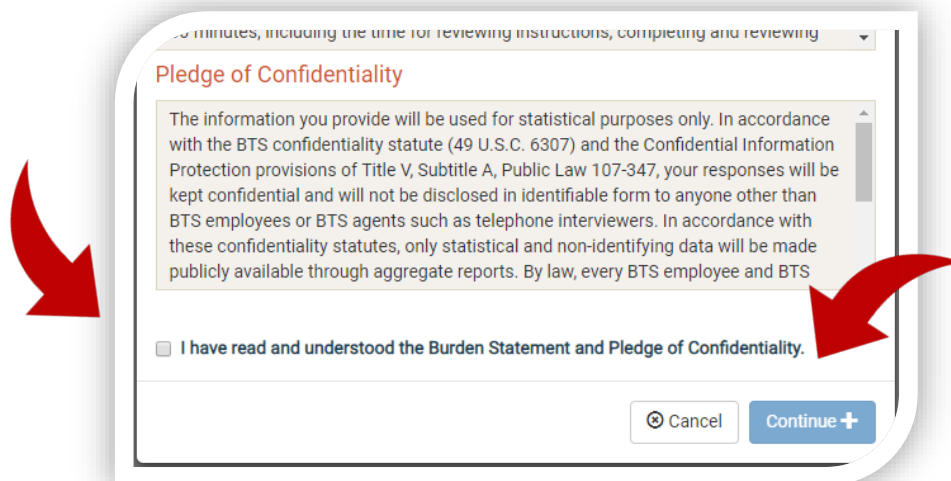 minutes, including the time for reviewing instructions, completing and reviewing
Pledge of Confidentiality
The information you provide will be used for statistical purposes only. In accordance
with the BTS confidentiality statute (49 U.S.C. 6307) and the Confidential Information
Protection provisions of Title V, Subtitle A, Public Law 107-347, your responses will be
kept confidential and will not be disclosed in identifiable form to anyone other than
BTS employees or BTS agents such as telephone interviewers. In accordance with
these confidentiality statutes, only statistical and non-identifying data will be made
publicly available through aggregate reports. By law, every BTS employee and BTS
I have read and understood the Burden Statement and Pledge of Confidentiality.
Cancel
Continue